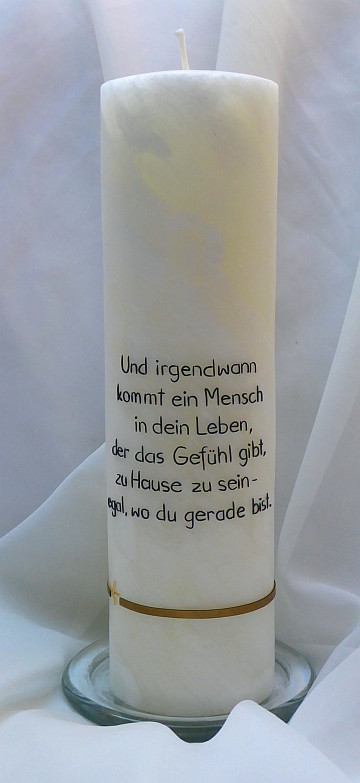 Und irgendwann
kommt ein Mensch
in dein Leben,
der das Gefühl gibt,
zu Hause zu sein-
egal, wo du gerade bist.